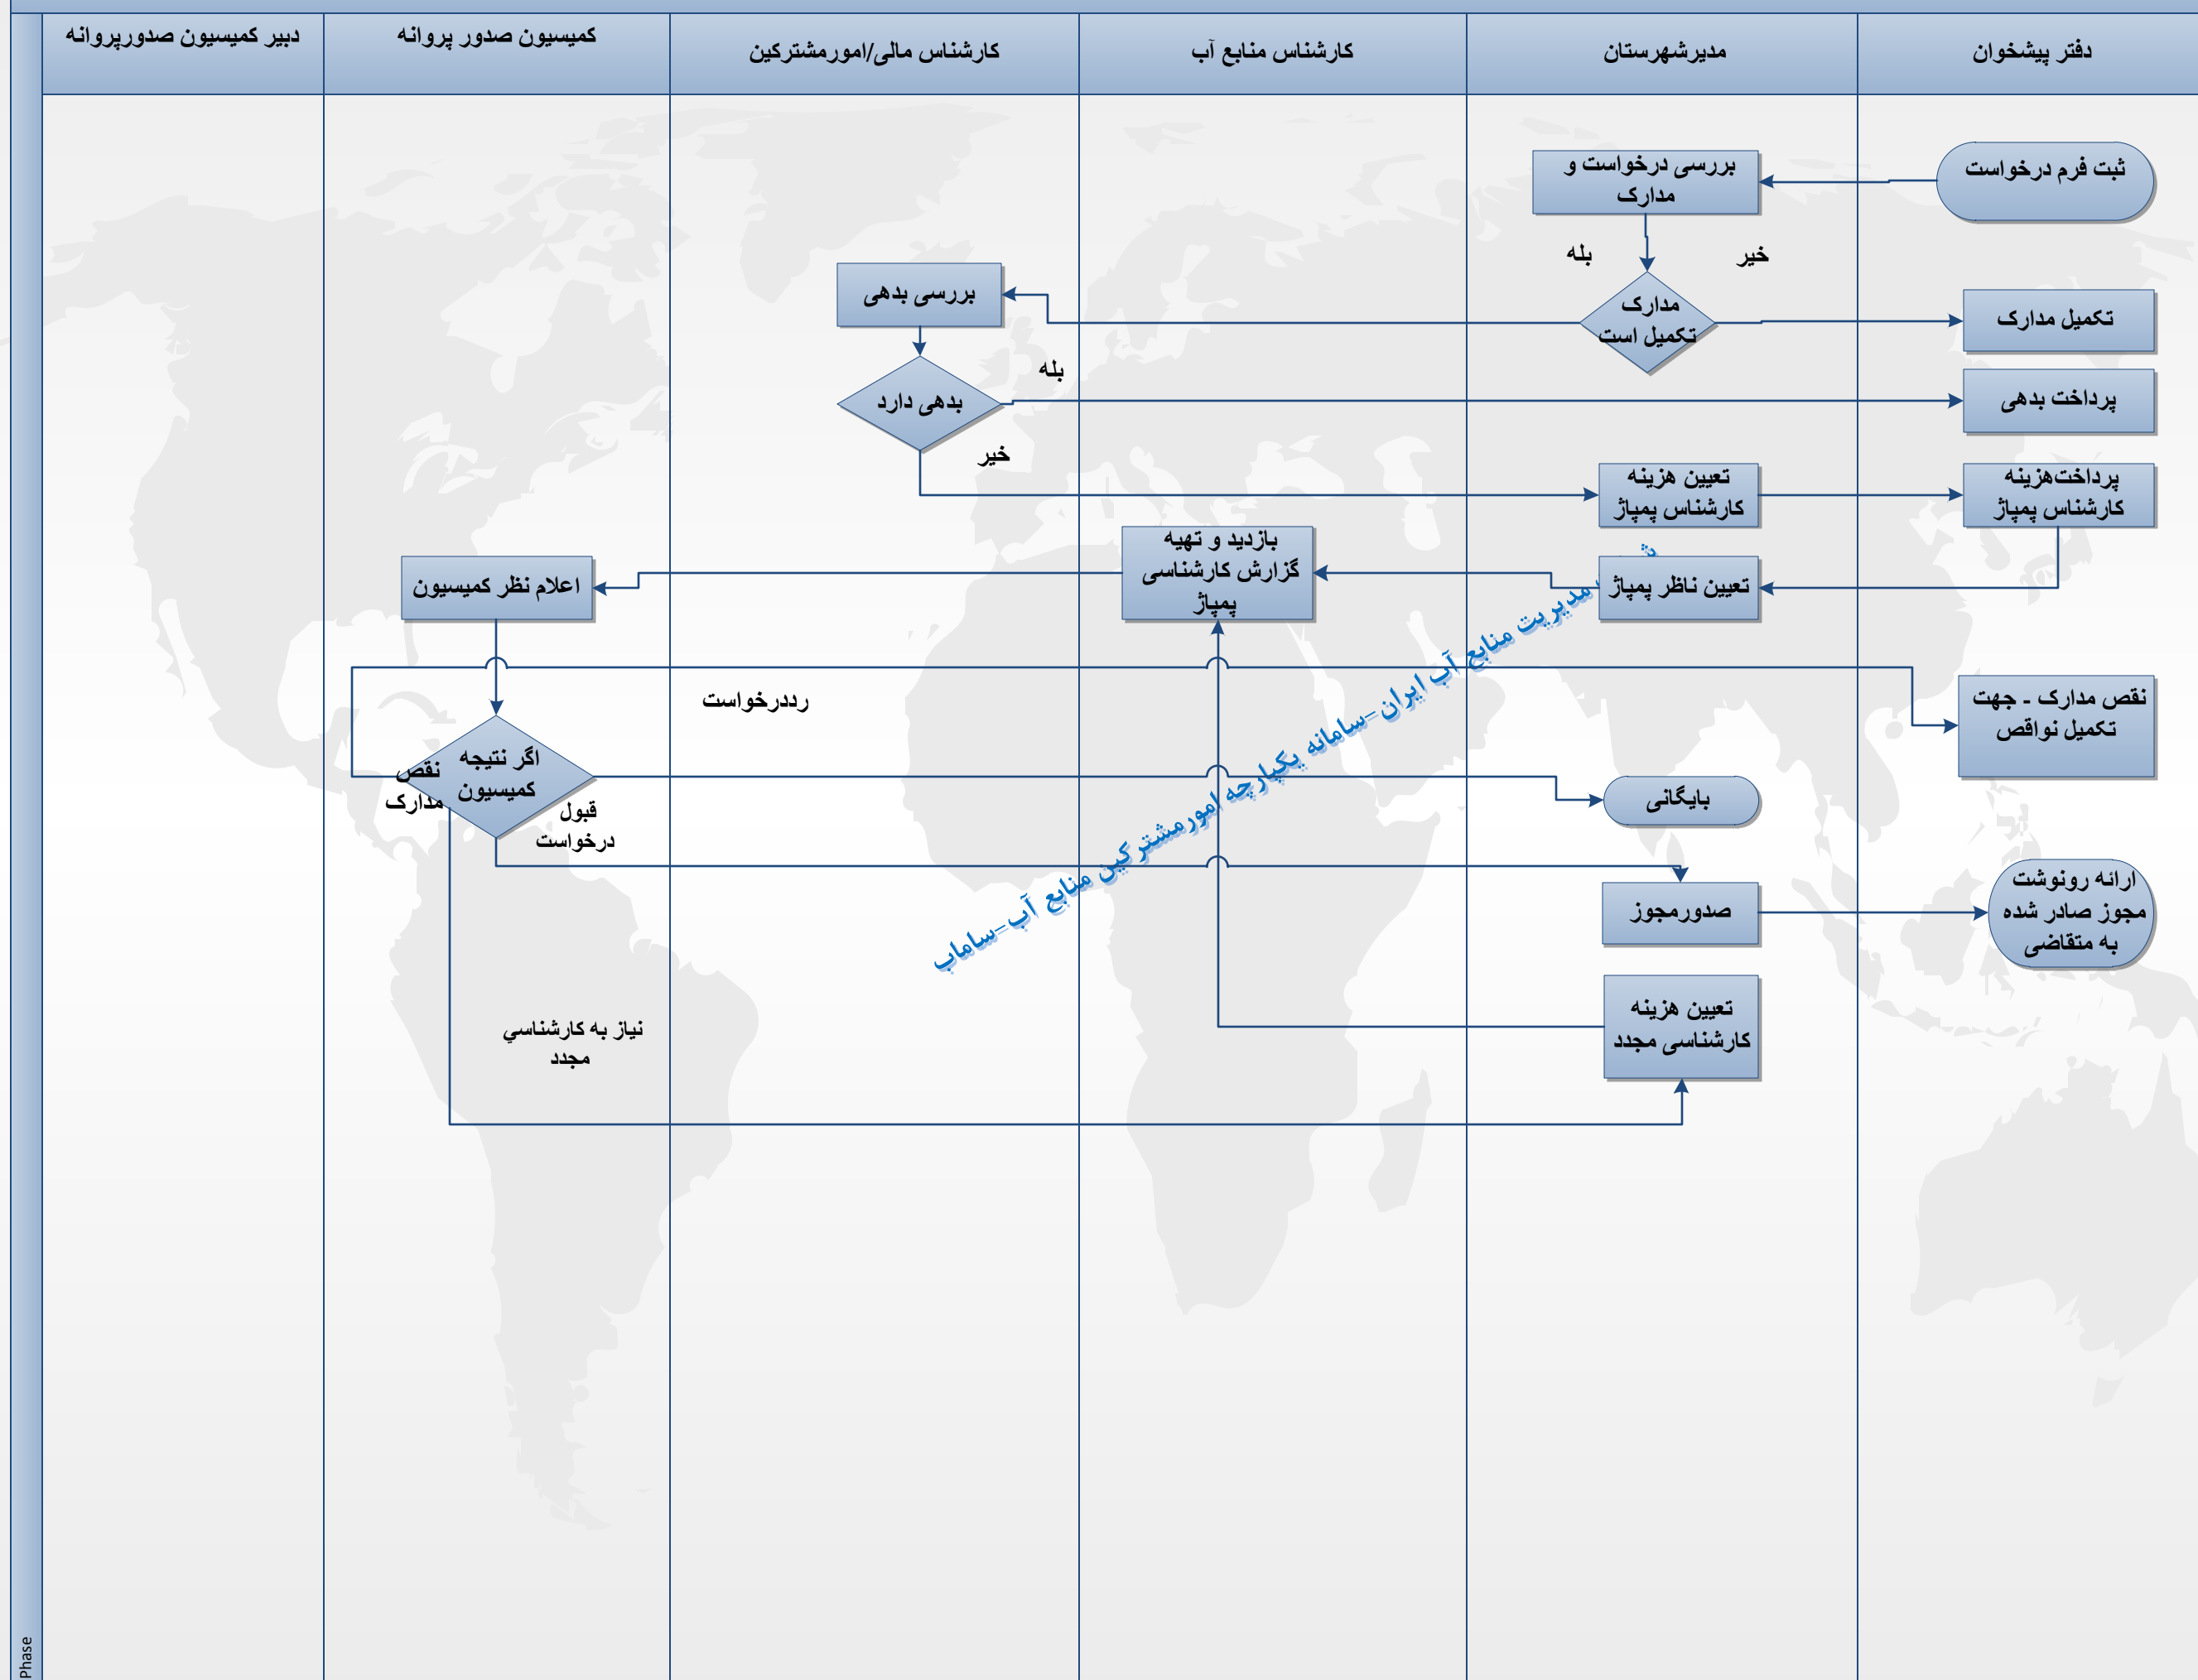 دفتر پیشخوان
مدیرشهرستان
کارشناس منابع آب
کارشناس مالی/امورمشترکین
کمیسیون صدور پروانه
دبیر کمیسیون صدورپروانه
ثبت فرم درخواست
بررسی درخواست و
مدارک
خیر
بله
مدارک
تکمیل است
تکمیل مدارک
بررسی بدهی
بدهی دارد
بله
خیر
پرداخت بدهی
تعیین هزینه
کارشناس پمپاژ
پرداخت‌هزینه
کارشناس پمپاژ
تعیین ناظر پمپاژ
بازدید و تهیه
گزارش کارشناسی
پمپاژ
اعلام نظر کمیسیون
اگر نتیجه
کمیسیون
نقص
مدارک
رددرخواست
قبول
درخواست
نقص مدارک - جهت
تکمیل نواقص
بایگانی
صدورمجوز
ارائه رونوشت
مجوز صادر شده
به متقاضی
تعیین هزینه
کارشناسی مجدد
نیاز به کارشناسي
مجدد
مدیریت منابع آب ایران-سامانه یکپارچه امورمشترکین منابع آب-ساماب
Phase